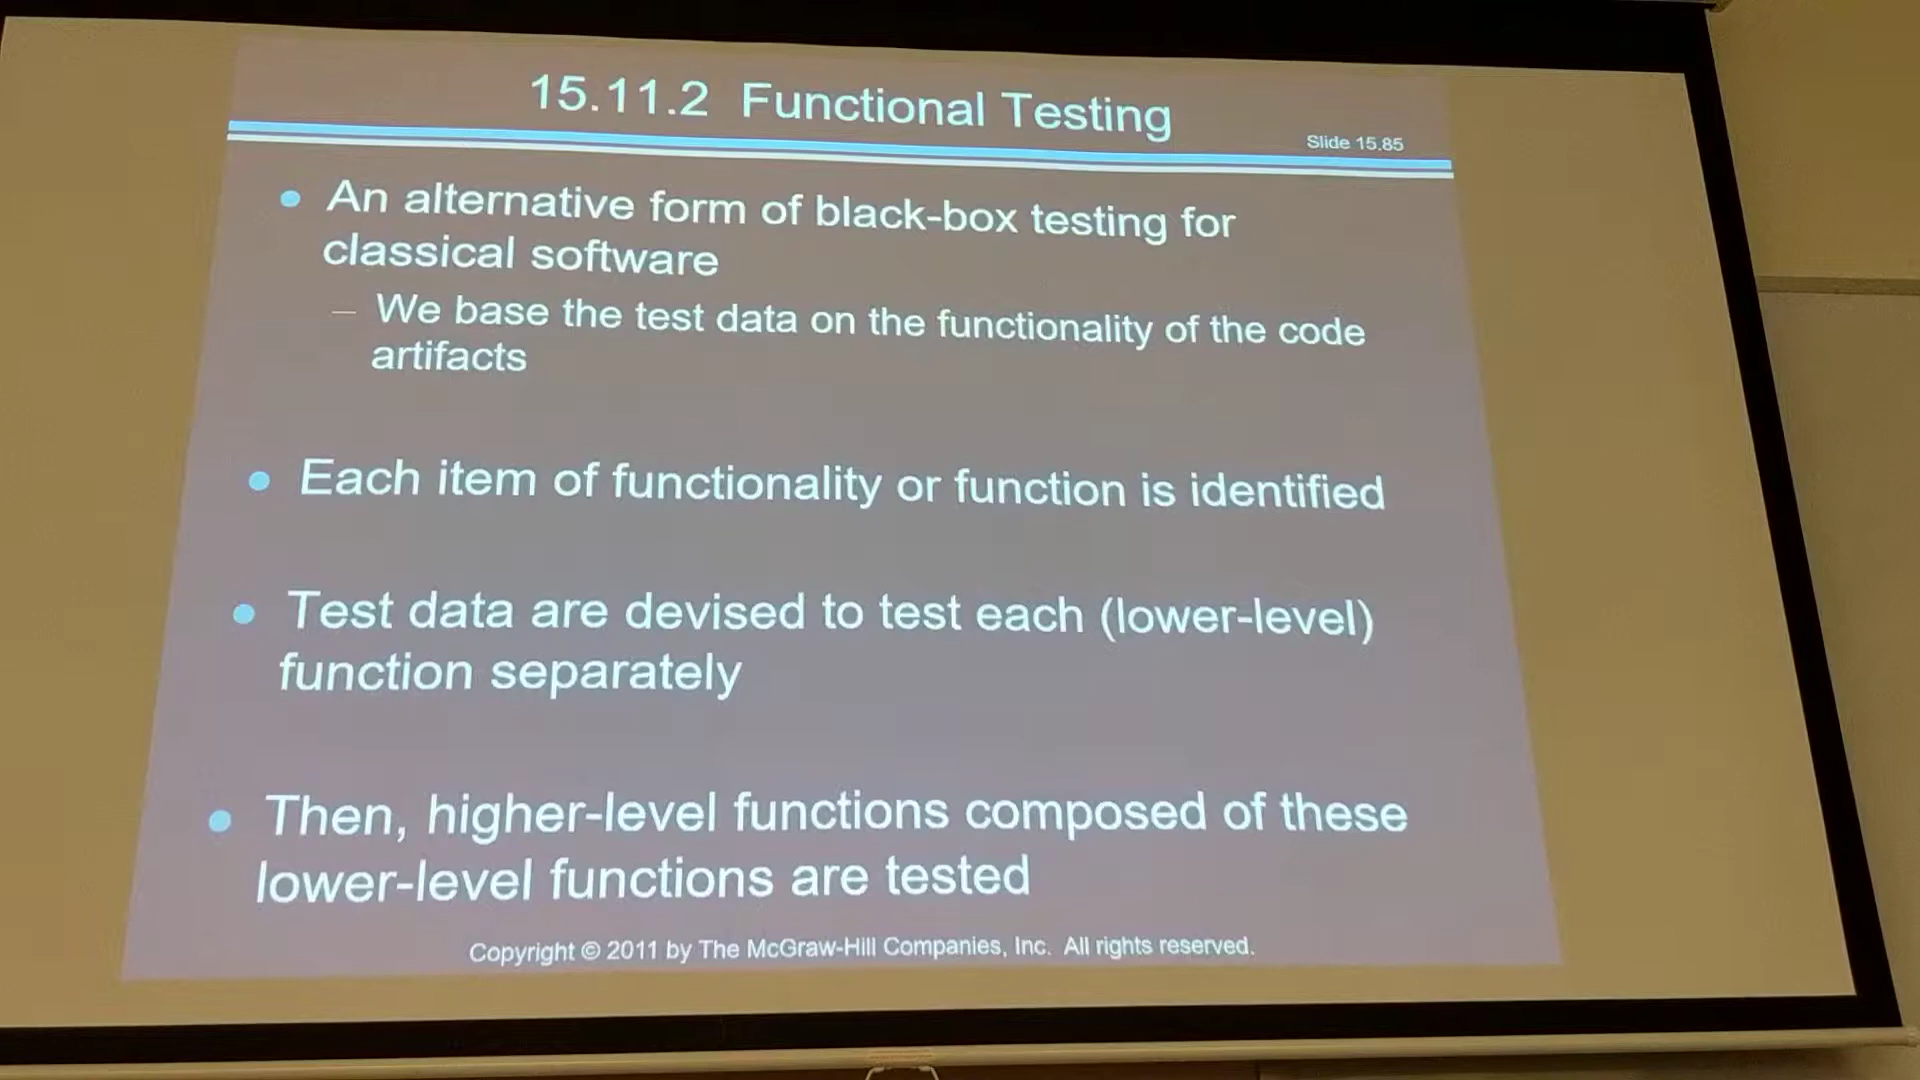 15.11.2 Functional Testing
Slide 15.85
• An alternative form of black-box testing for
classical software
– We base the test data on the functionality of the code
artifacts
• Each item of functionality or function is identified
• Test data are devised to test each (lower-level)
function separately
• Then, higher-level functions composed of these
lower-level functions are tested
Copyright © 2011 by The McGraw-Hill Companies, Inc. All rights reserved.